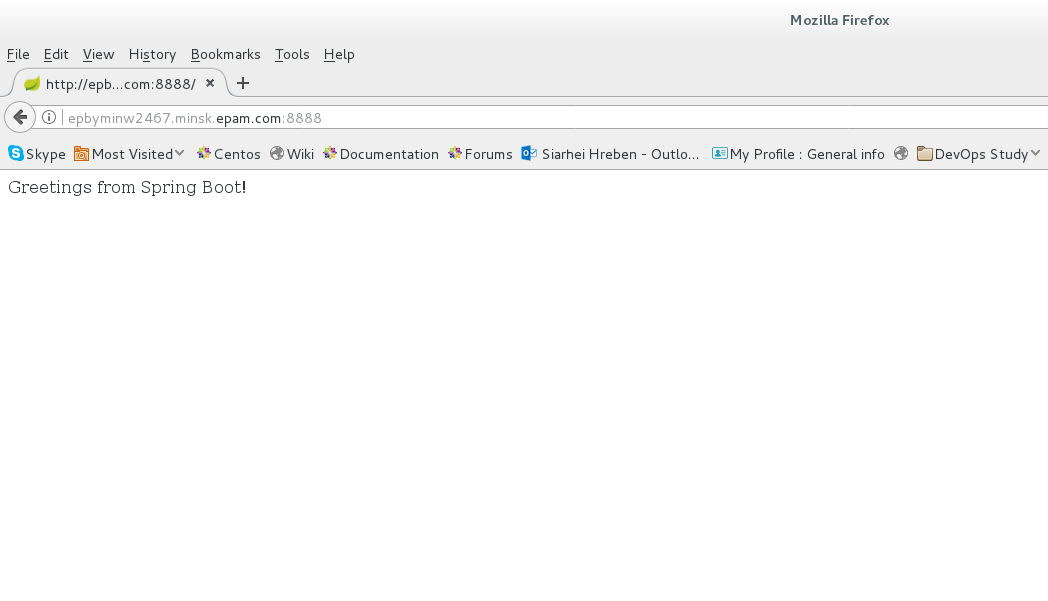 Mozilla Firefox
File Edit View History Bookmarks Tools Help
http://epb...com:8888/
epbyminw2467.minsk.epam.com:8888
Skype Most Visited Centos Wiki Documentation Forums Siarhei Hreben - Outlo... My Profile : General info DevOps Study
Greetings from Spring Boot!